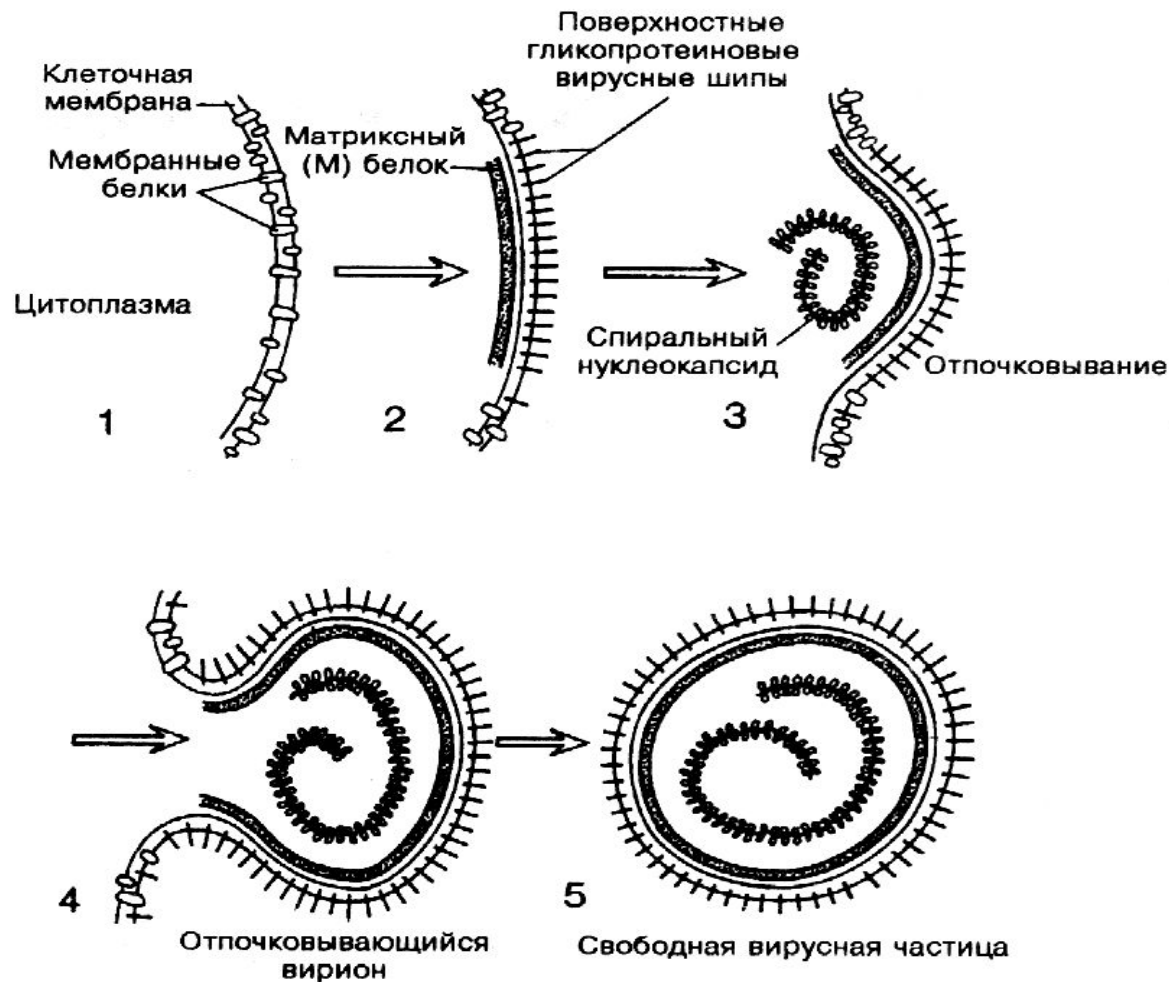 Поверхностные
гликопротеиновые
вирусные шипы
Клеточная
мембрана
Матриксный
(М) белок
Мембранные
белки
Цитоплазма
Спиральный
нуклеокапсид
Отпочковывание
1
2
3
4
5
Отпочковывающийся
вирион
Свободная вирусная частица